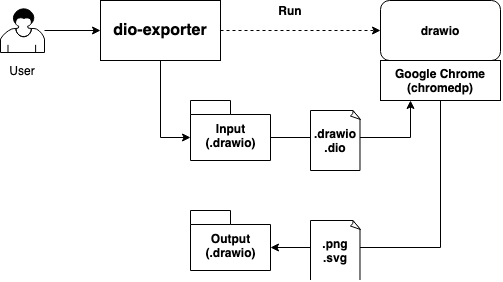 Run
dio-exporter
drawio
User
Google Chrome
(chromedp)
Input
(.drawio)
.drawio
.dio
Output
(.drawio)
.png
.svg